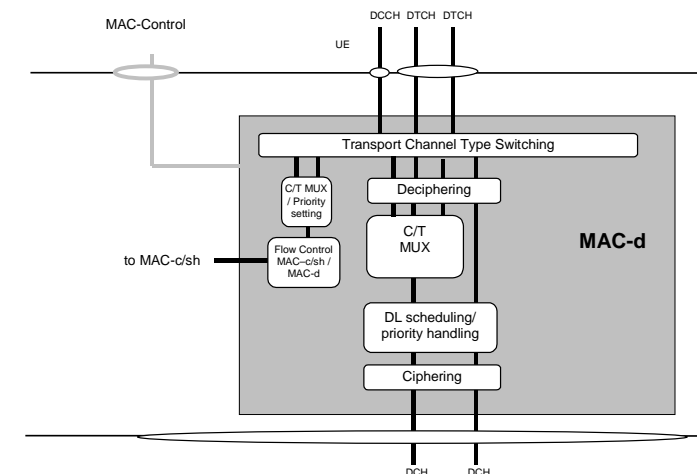 DCCH DTCH DTCH
MAC-Control
UE
Transport Channel Type Switching
C/T MUX
/ Priority
setting
Deciphering
C/T
MUX
MAC-d
to MAC-c/sh
Flow Control
MAC–c/sh /
MAC-d
DL scheduling/
priority handling
Ciphering
DCH DCH